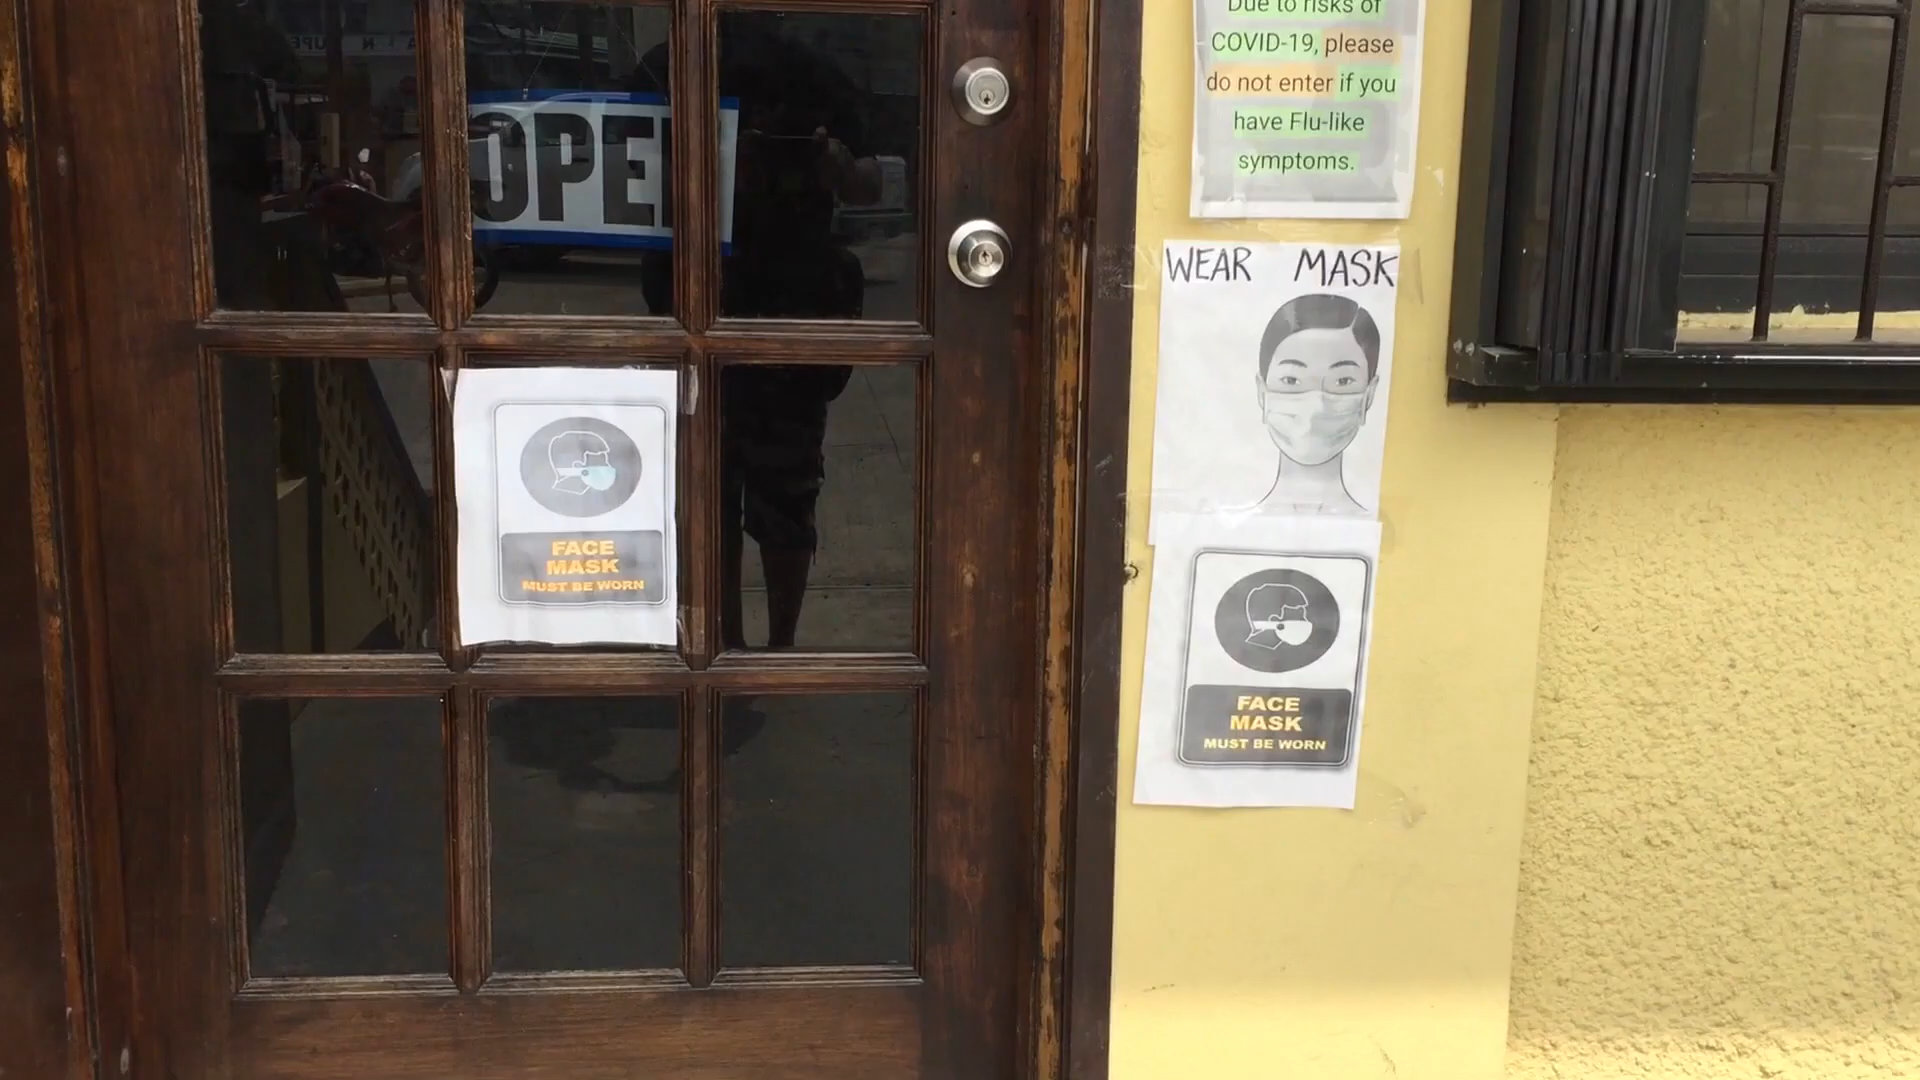 OPEN
FACE
MASK
MUST BE WORN
Due to risks of
COVID-19, please
do not enter if you
have Flu-like
symptoms.
WEAR MASK
FACE
MASK
MUST BE WORN